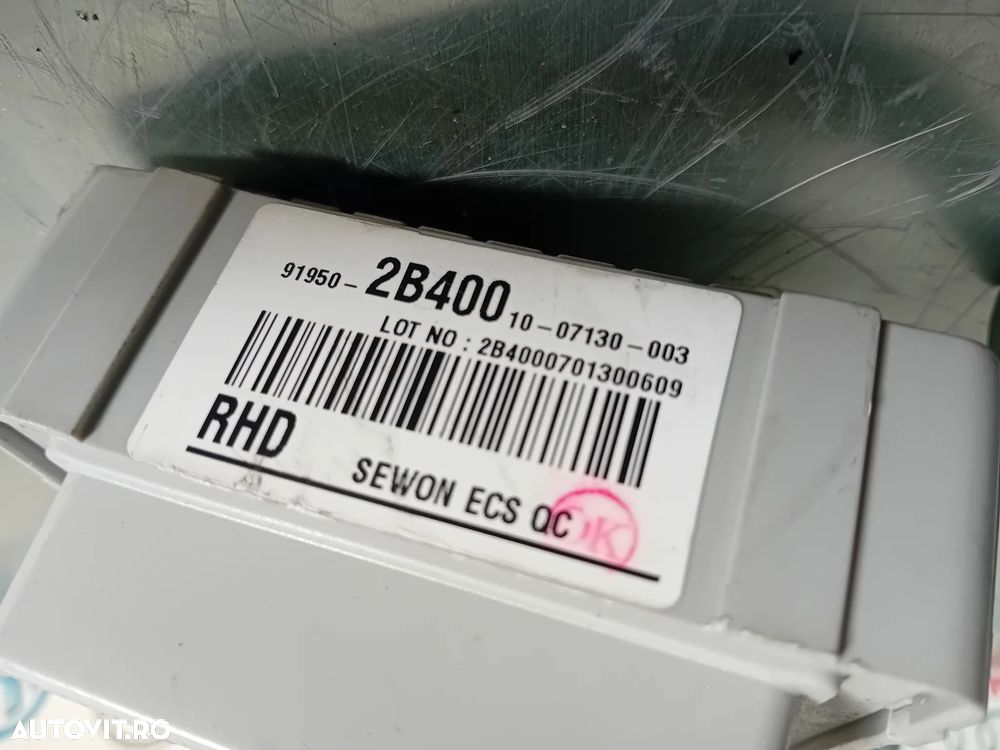 91950-2B400 10-07130-003
LOT NO : 2B4000701300609
RHD
SEWON ECS QC
OK
AUTOVIT.RO